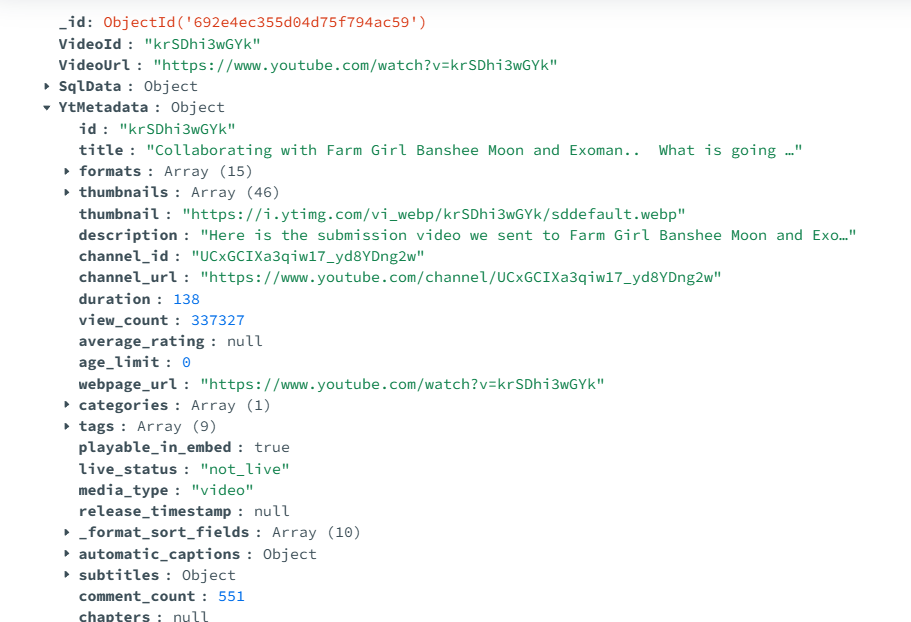 _id: ObjectId('692e4ec355d04d75f794ac59')
VideoId : "krSDhi3wGYk"
VideoUrl : "https://www.youtube.com/watch?v=krSDhi3wGYk"
SqlData : Object
YtMetadata : Object
id : "krSDhi3wGYk"
title : "Collaborating with Farm Girl Banshee Moon and Exoman..  What is going …"
formats : Array (15)
thumbnails : Array (46)
thumbnail : "https://i.ytimg.com/vi_webp/krSDhi3wGYk/sddefault.webp"
description : "Here is the submission video we sent to Farm Girl Banshee Moon and Exo…"
channel_id : "UCxGCIXa3qiw17_yd8YDng2w"
channel_url : "https://www.youtube.com/channel/UCxGCIXa3qiw17_yd8YDng2w"
duration : 138
view_count : 337327
average_rating : null
age_limit : 0
webpage_url : "https://www.youtube.com/watch?v=krSDhi3wGYk"
categories : Array (1)
tags : Array (9)
playable_in_embed : true
live_status : "not_live"
media_type : "video"
release_timestamp : null
_format_sort_fields : Array (10)
automatic_captions : Object
subtitles : Object
comment_count : 551
chapters : null